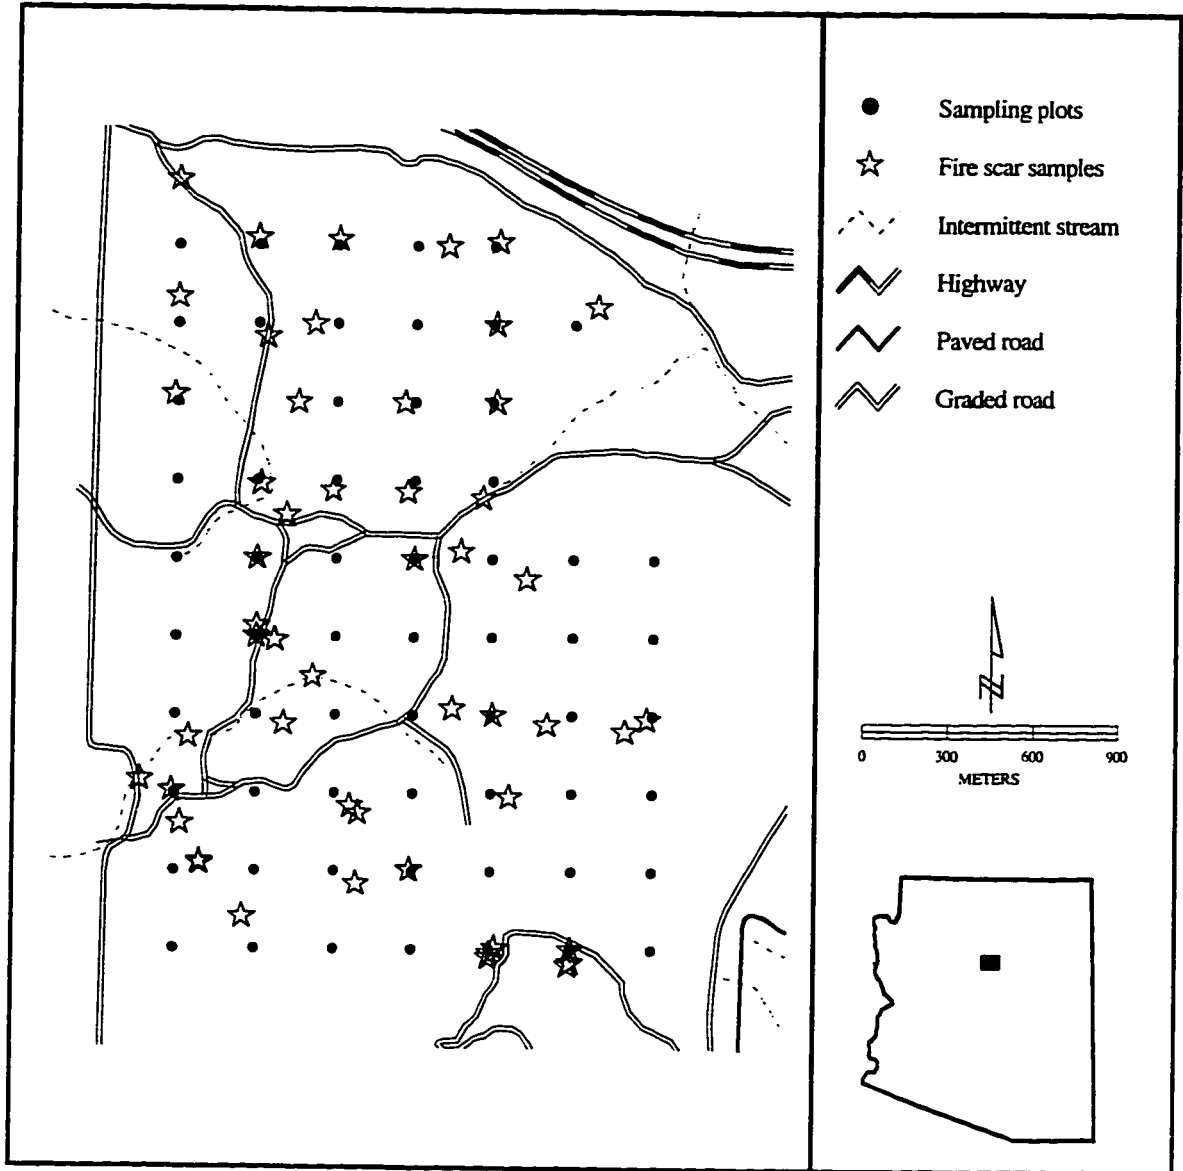 Sampling plots
Fire scar samples
Intermittent stream
Highway
Paved road
Graded road
N
0 300 600 900
METERS